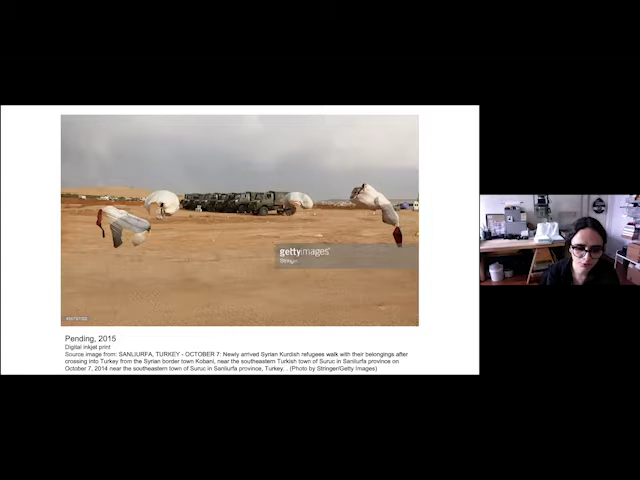 gettyimages
Stringer
Pending, 2015
Digital inkjet print
Source image from: SANLIURFA, TURKEY - OCTOBER 7: Newly arrived Syrian Kurdish refugees walk with their belongings after
crossing into Turkey from the Syrian border town Kobani, near the southeastern Turkish town of Suruc in Sanliurfa province on
October 7, 2014 near the southeastern town of Suruc in Sanliurfa province, Turkey. . (Photo by Stringer/Getty Images)